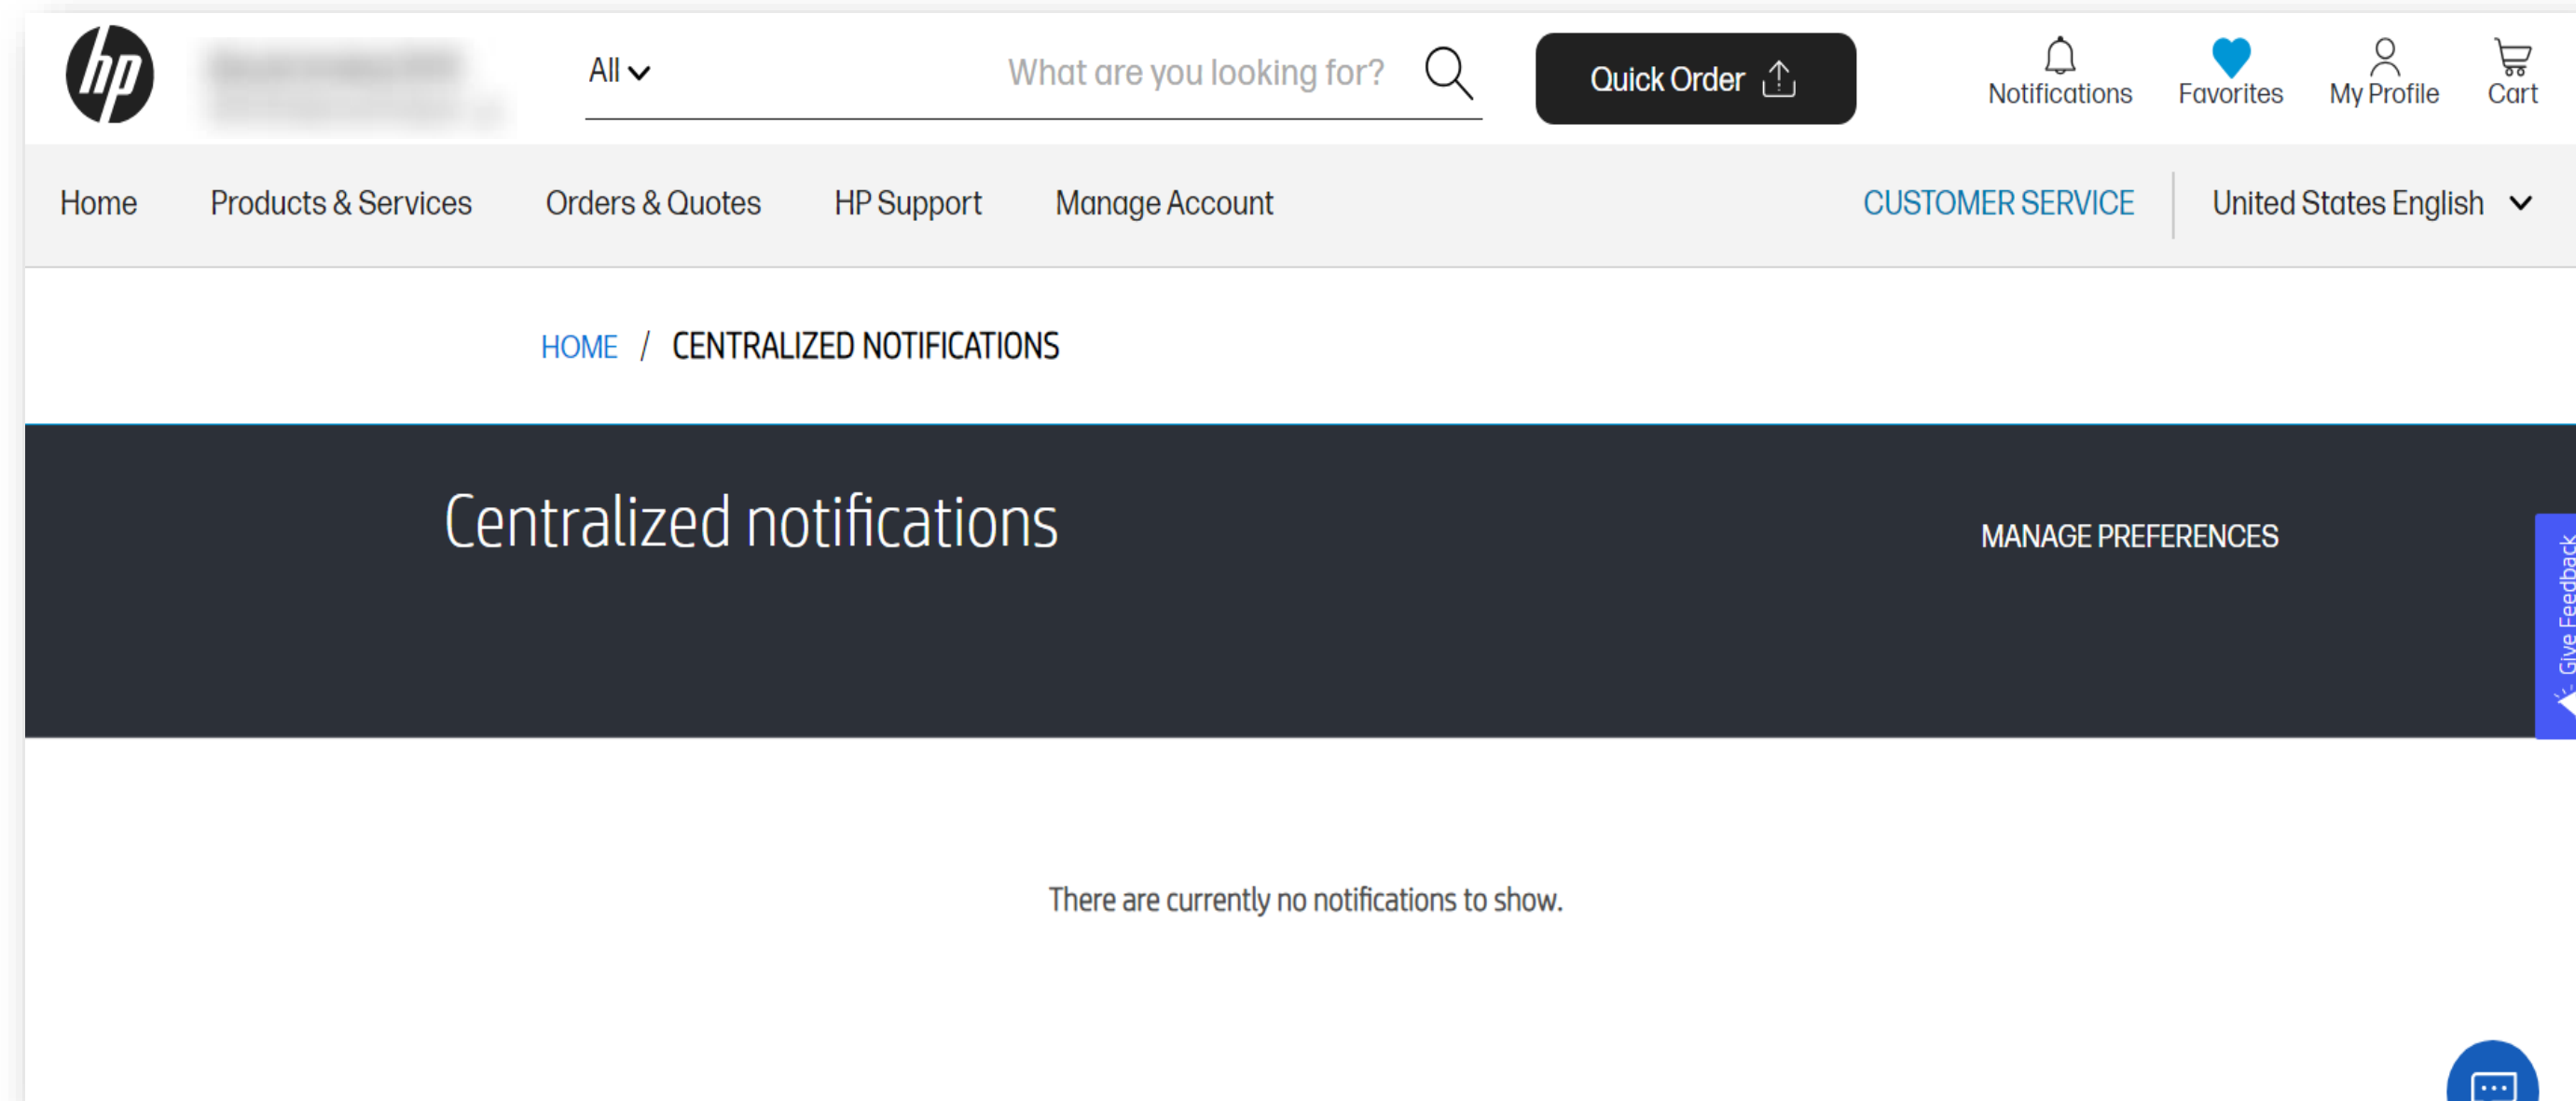 hp
All
What are you looking for?
Quick Order
Notifications
Favorites
My Profile
Cart
Home
Products & Services
Orders & Quotes
HP Support
Manage Account
CUSTOMER SERVICE
United States English
HOME / CENTRALIZED NOTIFICATIONS
Centralized notifications
MANAGE PREFERENCES
Give Feedback
There are currently no notifications to show.